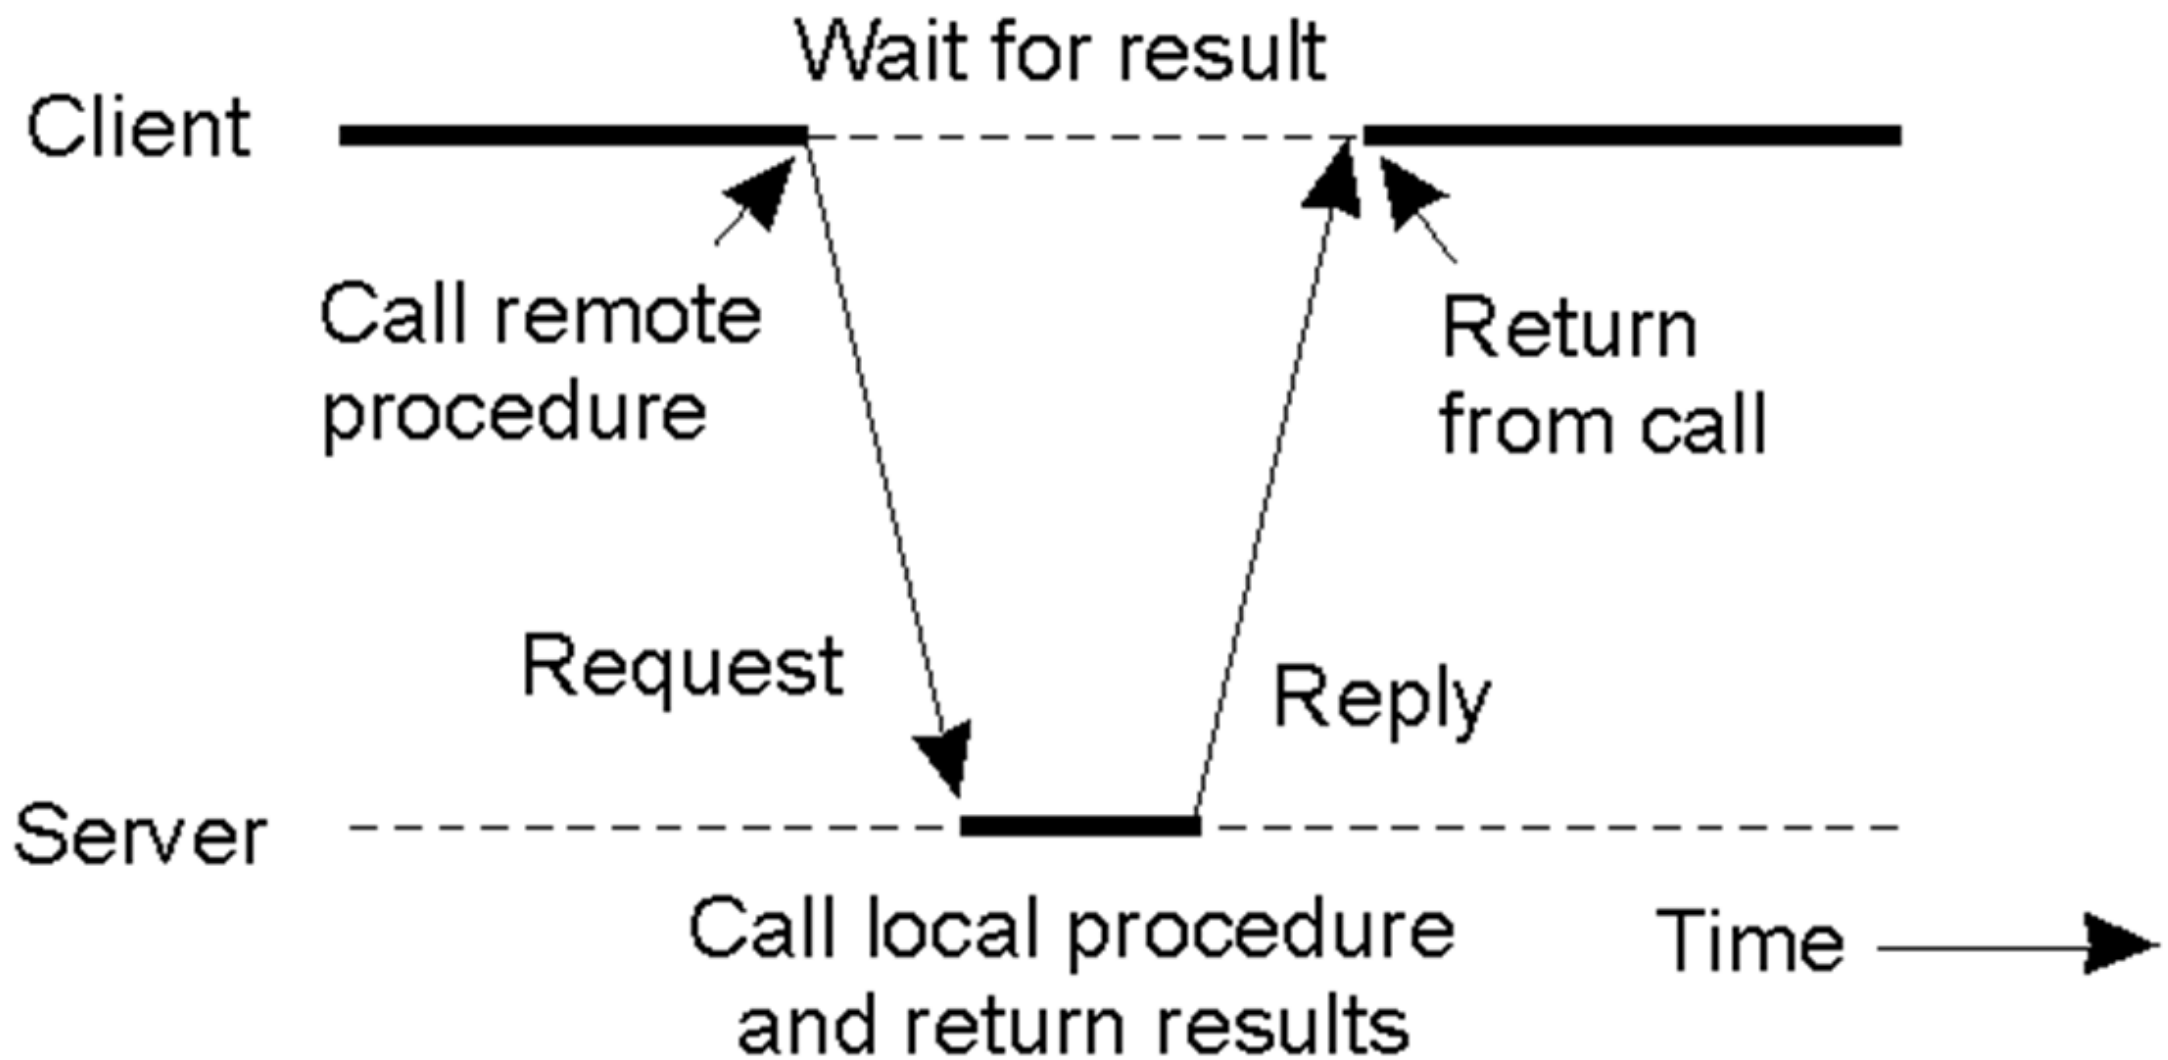 Wait for result
Client
Call remote
procedure
Return
from call
Request
Reply
Server
Call local procedure
and return results
Time